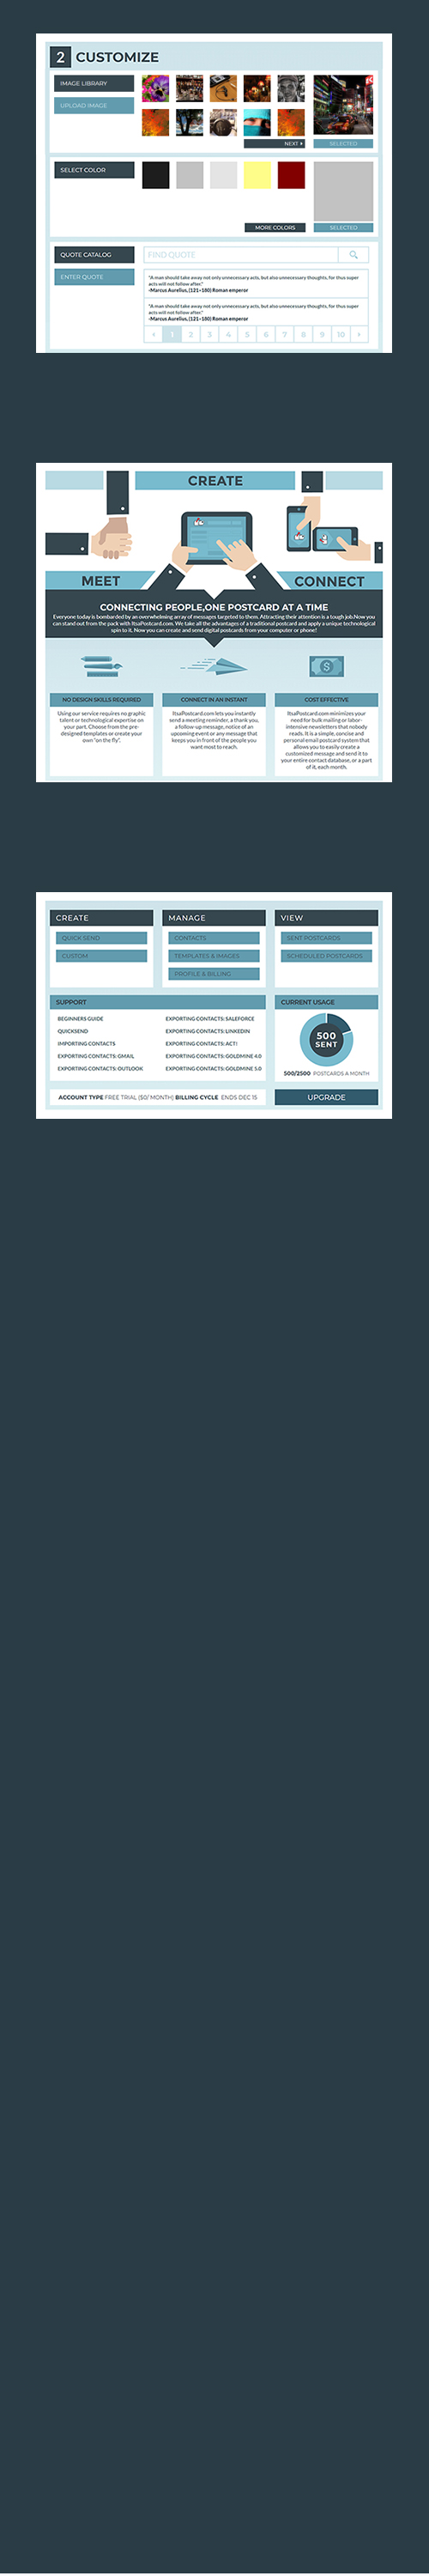 2 CUSTOMIZE
IMAGE LIBRARY
UPLOAD IMAGE
NEXT
SELECTED
SELECT COLOR
MORE COLORS
SELECTED
QUOTE CATALOG
FIND QUOTE
ENTER QUOTE
"A man should take away not only unnecessary acts, but also unnecessary thoughts, for thus super
acts will not follow after."
-Marcus Aurelius, (121-180) Roman emperor
"A man should take away not only unnecessary acts, but also unnecessary thoughts, for thus super
acts will not follow after."
-Marcus Aurelius, (121-180) Roman emperor
1 2 3 4 5 6 7 8 9 10
CREATE
MEET
CONNECT
CONNECTING PEOPLE,ONE POSTCARD AT A TIME
Everyone today is bombarded by an overwhelming array of messages targeted to them. Attracting their attention is a tough job.Now you
can stand out from the pack with ItsaPostcard.com. We take all the advantages of a traditional postcard and apply a unique technological
spin to it. Now you can create and send digital postcards from your computer or phone!
NO DESIGN SKILLS REQUIRED
Using our service requires no graphic
talent or technological expertise on
your part. Choose from the pre-
designed templates or create your
own "on the fly".
CONNECT IN AN INSTANT
ItsaPostcard.com lets you instantly
send a meeting reminder, a thank you,
a follow up message, notice of an
upcoming event or any message that
keeps you in front of the people you
want most to reach.
COST EFFECTIVE
ItsaPostcard.com minimizes your
need for bulk mailing or labor-
intensive newsletters that nobody
reads. It is a simple, concise and
personal email postcard system that
allows you to easily create a
customized message and send it to
your entire contact database, or a part
of it, each month.
CREATE
QUICK SEND
CUSTOM
MANAGE
CONTACTS
TEMPLATES & IMAGES
PROFILE & BILLING
VIEW
SENT POSTCARDS
SCHEDULED POSTCARDS
SUPPORT
BEGINNERS GUIDE
QUICKSEND
IMPORTING CONTACTS
EXPORTING CONTACTS: GMAIL
EXPORTING CONTACTS: OUTLOOK
EXPORTING CONTACTS: SALEFORCE
EXPORTING CONTACTS: LINKEDIN
EXPORTING CONTACTS: ACT!
EXPORTING CONTACTS: GOLDMINE 4.0
EXPORTING CONTACTS: GOLDMINE 5.0
CURRENT USAGE
500
SENT
500/2500 POSTCARDS A MONTH
ACCOUNT TYPE FREE TRIAL ($0/ MONTH) BILLING CYCLE ENDS DEC 15
UPGRADE